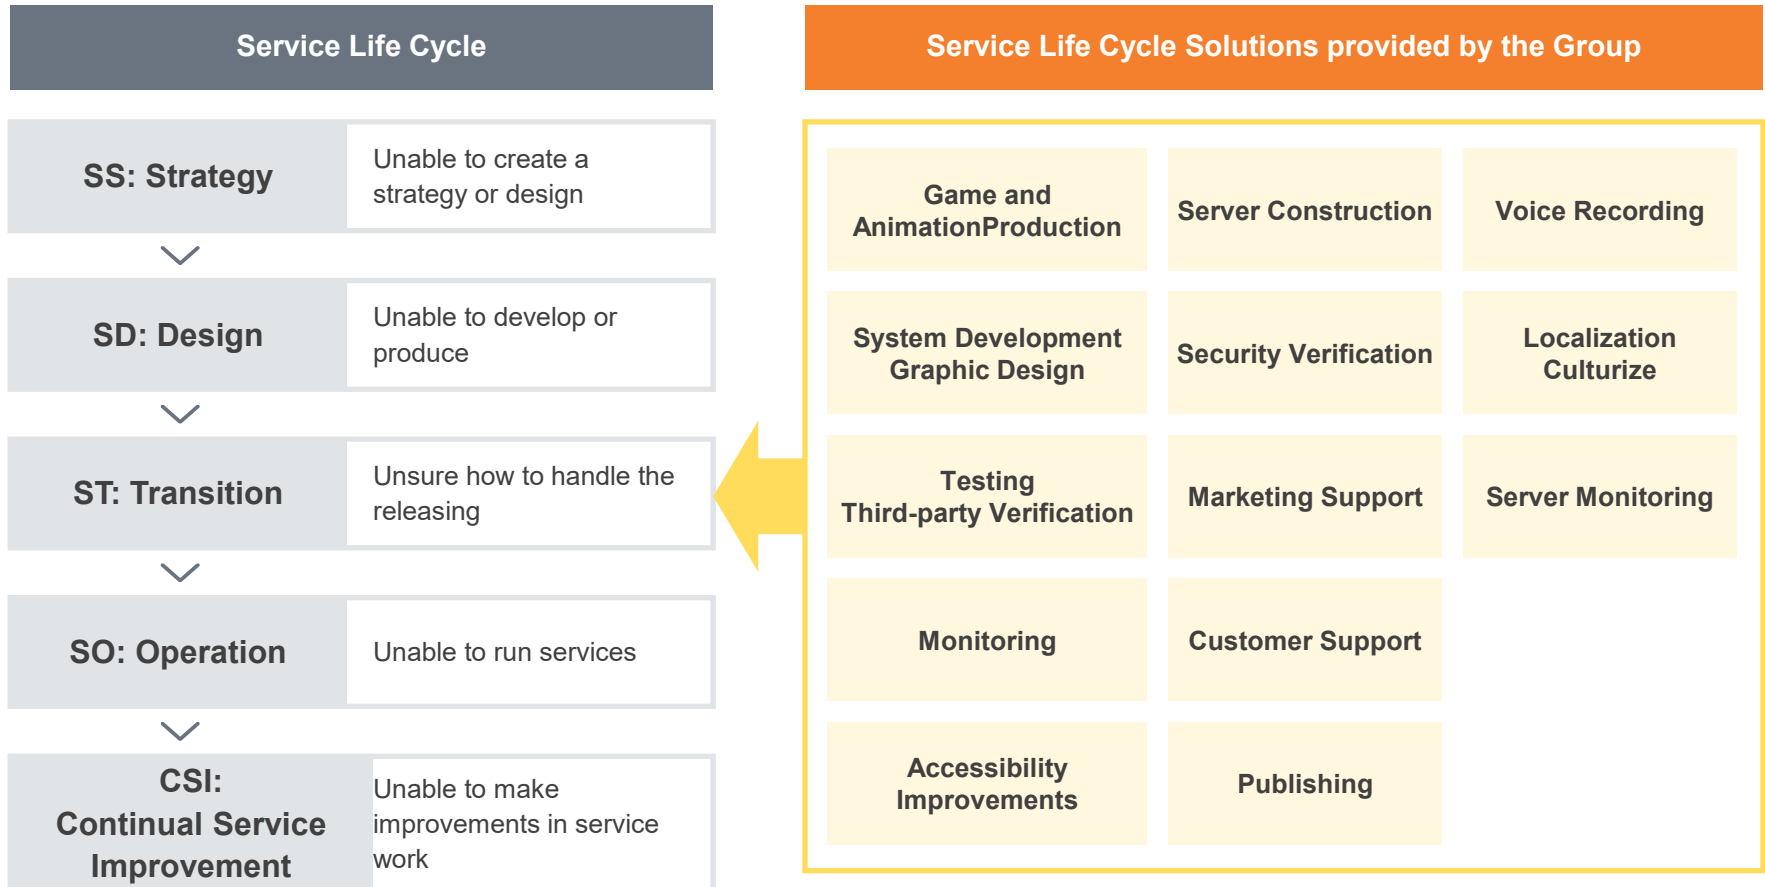 Service Life Cycle
SS: Strategy
Unable to create a
strategy or design
SD: Design
Unable to develop or
produce
ST: Transition
Unsure how to handle the
releasing
SO: Operation
Unable to run services
CSI:
Continual Service
Improvement
Unable to make
improvements in service
work
Service Life Cycle Solutions provided by the Group
Game and
AnimationProduction
Server Construction
Voice Recording
System Development
Graphic Design
Security Verification
Localization
Culturize
Testing
Third-party Verification
Marketing Support
Server Monitoring
Monitoring
Customer Support
Accessibility
Improvements
Publishing